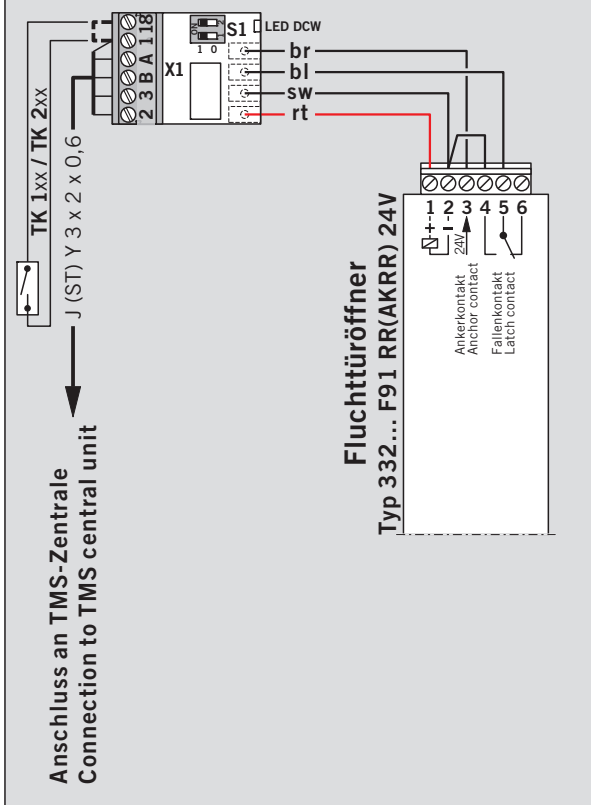 2 3 B A 1 18
X1
ON
1 2
1 0
S1
LED DCW
br
bl
sw
rt
TK 1xx / TK 2xx
J (ST) Y 3 x 2 x 0,6
1 2 3 4 5 6
+ –
24V
Ankerkontakt
Anchor contact
Fallenkontakt
Latch contact
Fluchttüröffner
Typ 332... F91 RR(AKRR) 24V
Anschluss an TMS-Zentrale
Connection to TMS central unit